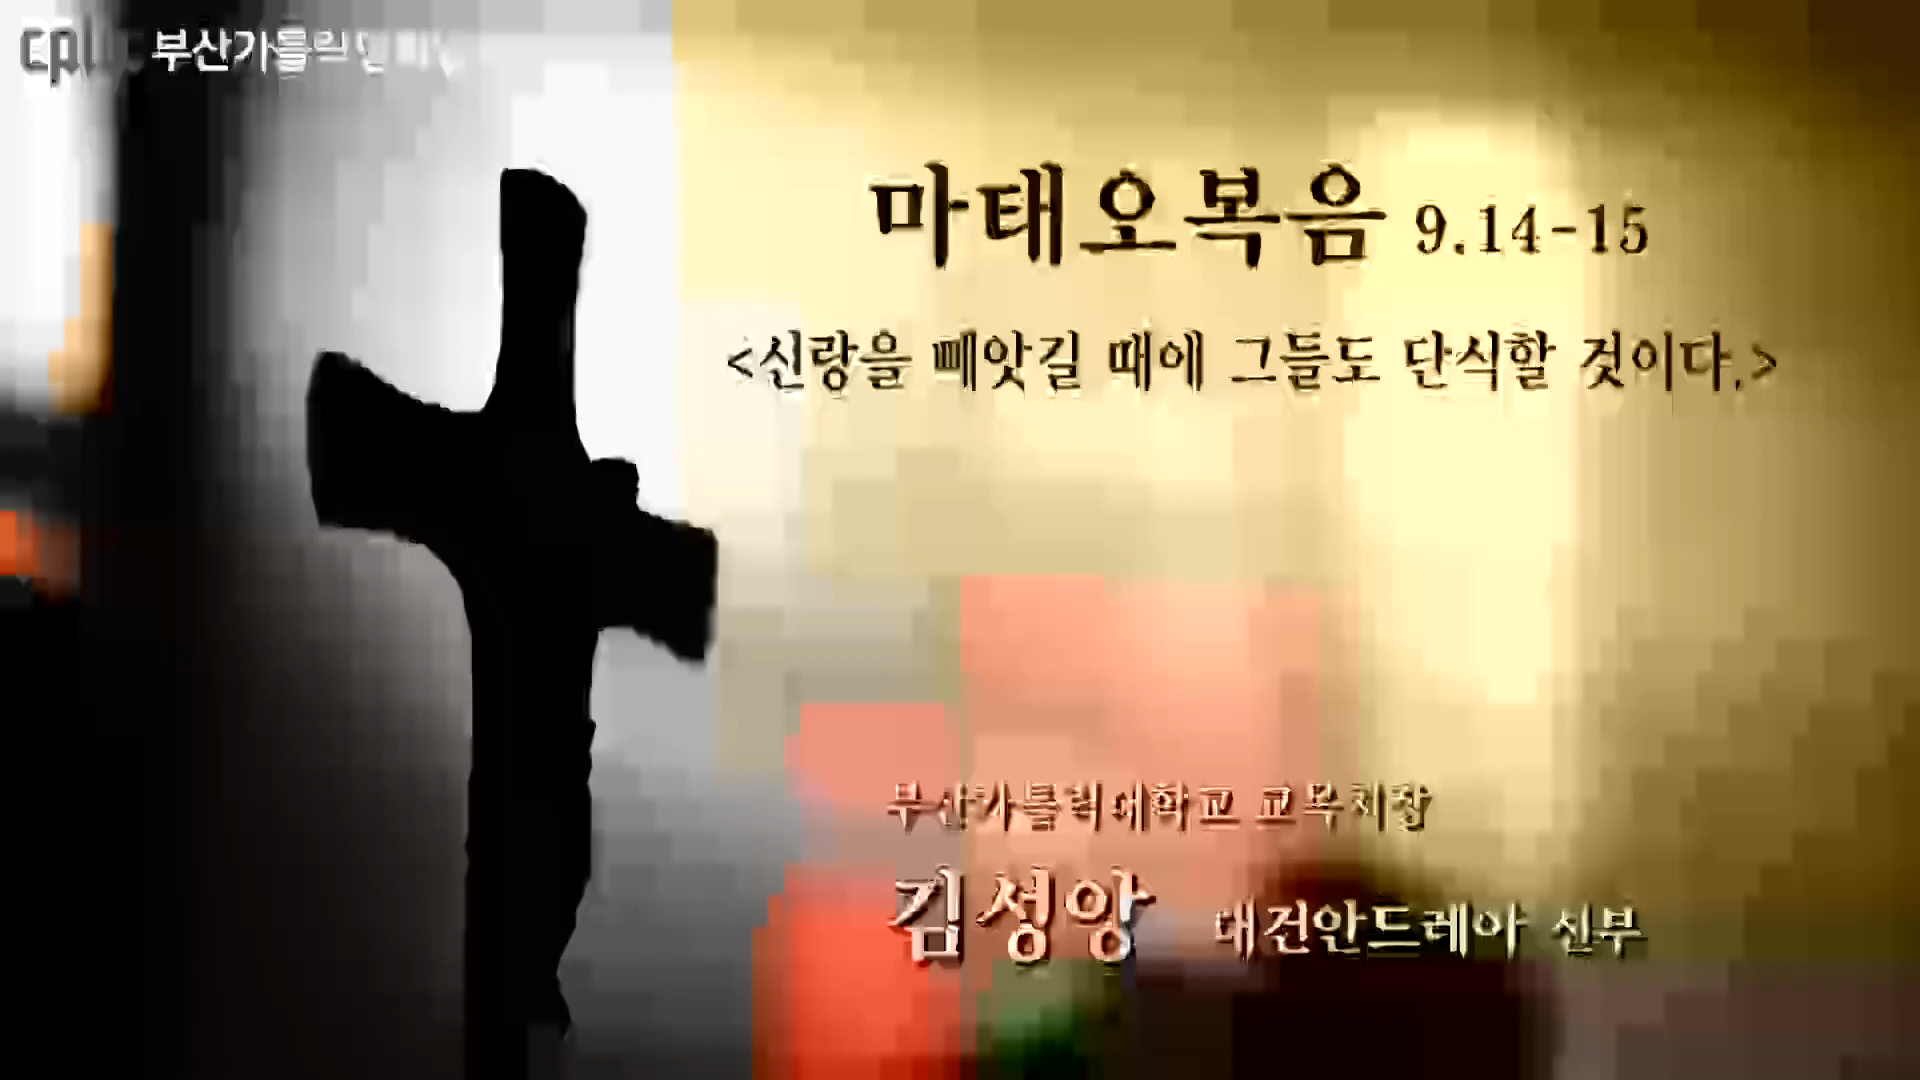 부산가톨릭
마태오복음 9.14-15
<신랑을 빼앗길 때에 그들도 단식할 것이다.>
부산가톨릭대학교 교목처장
김성앙 대건안드레아 신부